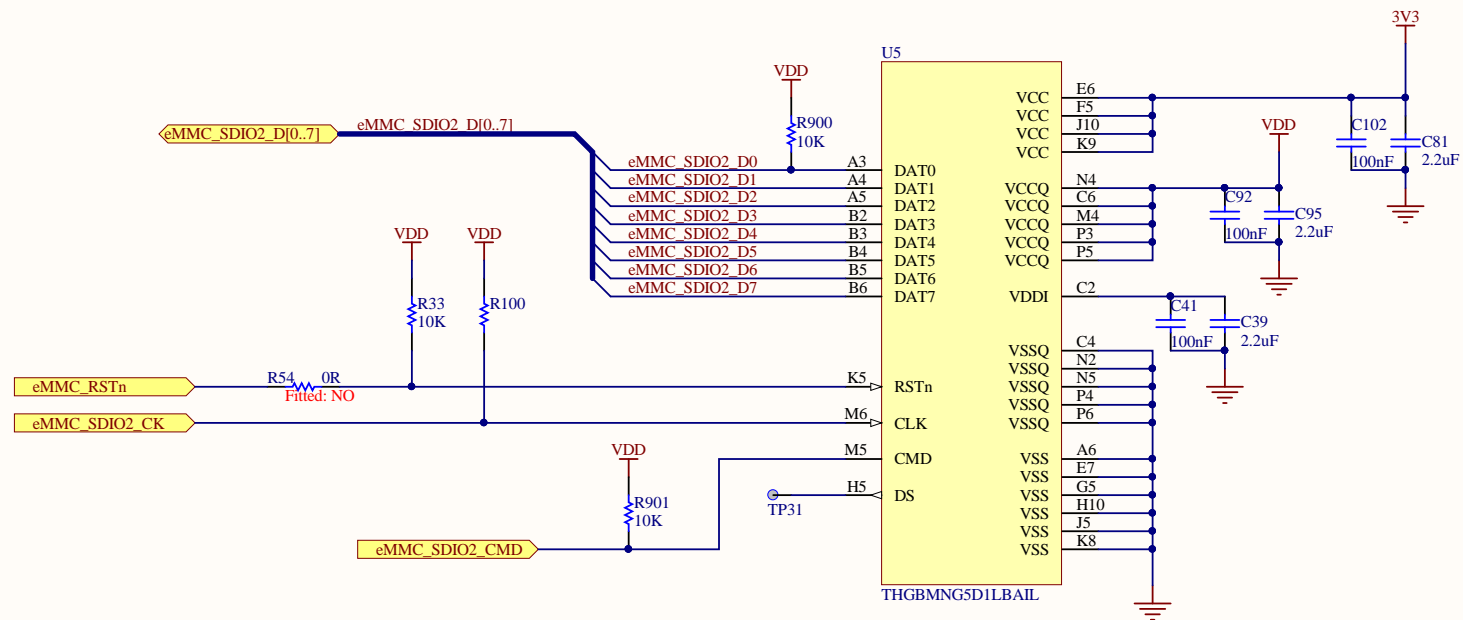 3V3
U5
VDD
E6
VCC
F5
VCC
J10
VCC
K9
VCC
R900
10K
C102
100nF
C81
2.2uF
eMMC_SDIO2_D[0..7]
eMMC_SDIO2_D[0..7]
VDD
eMMC_SDIO2_D0
A3
DAT0
eMMC_SDIO2_D1
A4
DAT1
eMMC_SDIO2_D2
A5
DAT2
eMMC_SDIO2_D3
B2
DAT3
eMMC_SDIO2_D4
B3
DAT4
eMMC_SDIO2_D5
B4
DAT5
eMMC_SDIO2_D6
B5
DAT6
eMMC_SDIO2_D7
B6
DAT7
VCCQ
N4
VCCQ
C6
VCCQ
M4
VCCQ
P3
VCCQ
P5
C92
100nF
C95
2.2uF
VDD
VDD
R33
10K
R100
VDDI
C2
C41
100nF
C39
2.2uF
VSSQ
C4
VSSQ
N2
VSSQ
N5
VSSQ
P4
VSSQ
P6
eMMC_RSTn
R54
0R
Fitted: NO
K5
RSTn
eMMC_SDIO2_CK
M6
CLK
VDD
M5
CMD
H5
DS
TP31
R901
10K
eMMC_SDIO2_CMD
VSS
A6
VSS
E7
VSS
G5
VSS
H10
VSS
J5
VSS
K8
THGBMNG5D1LBAIL